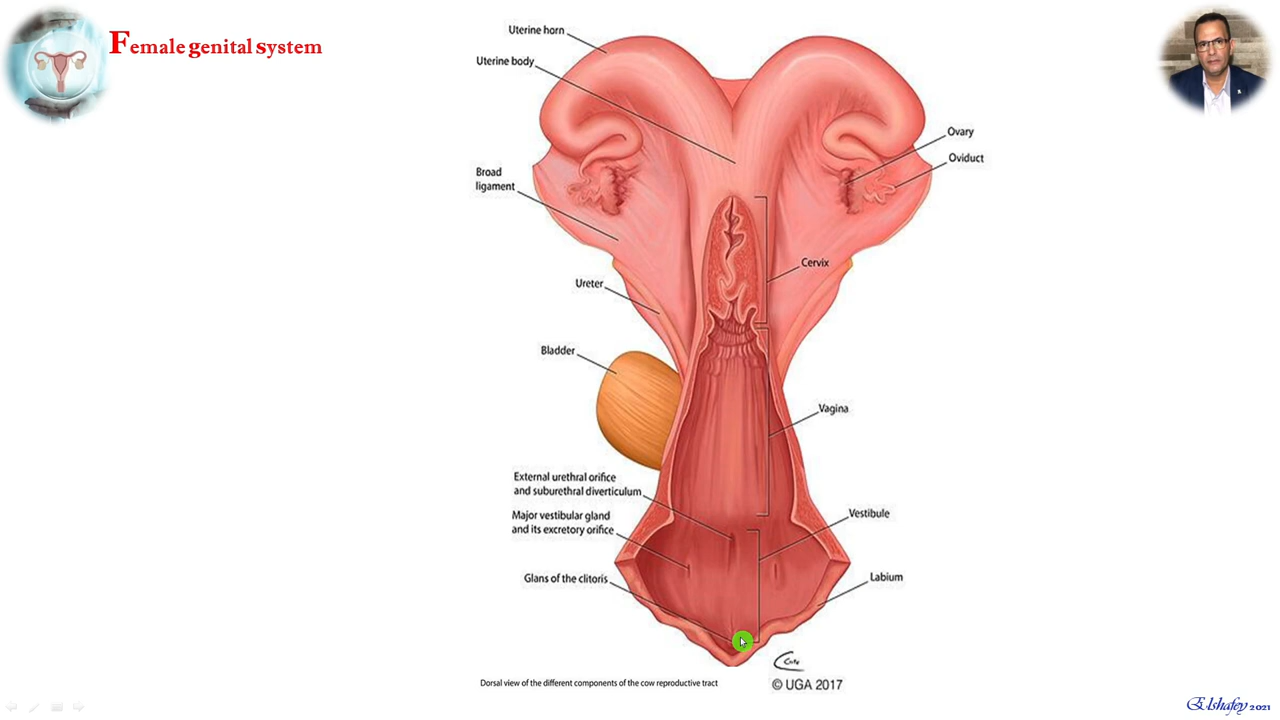 Female genital system
Uterine horn
Uterine body
Ovary
Oviduct
Broad
ligament
Cervix
Ureter
Bladder
Vagina
External urethral orifice
and suburethral diverticulum
Major vestibular gland
and its excretory orifice
Vestibule
Glans of the clitoris
Labium
Dorsal view of the different components of the cow reproductive tract
© UGA 2017
Elshafey 2021